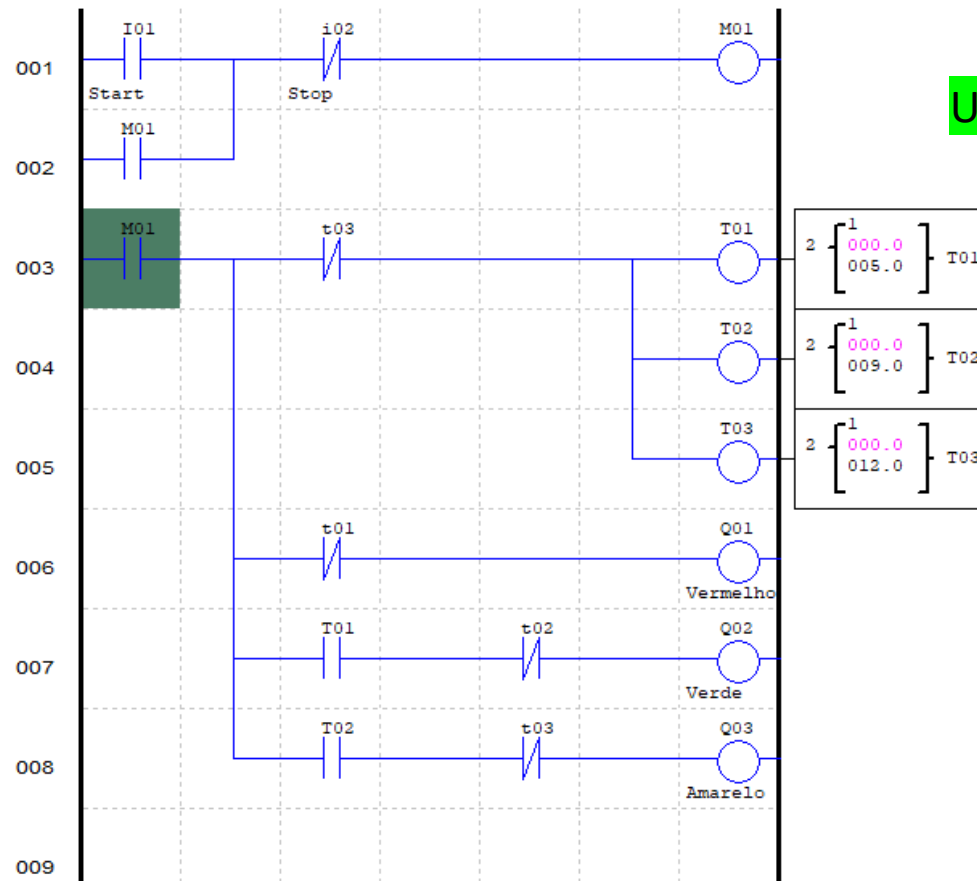 I01 i02 M01
001
Start Stop
M01
002
M01 t03 T01
003
2 1 000.0 005.0 T01
T02
004
2 1 000.0 009.0 T02
T03
005
2 1 000.0 012.0 T03
t01 Q01
006
Vermelho
T01 t02 Q02
007
Verde
T02 t03 Q03
008
Amarelo
009
U